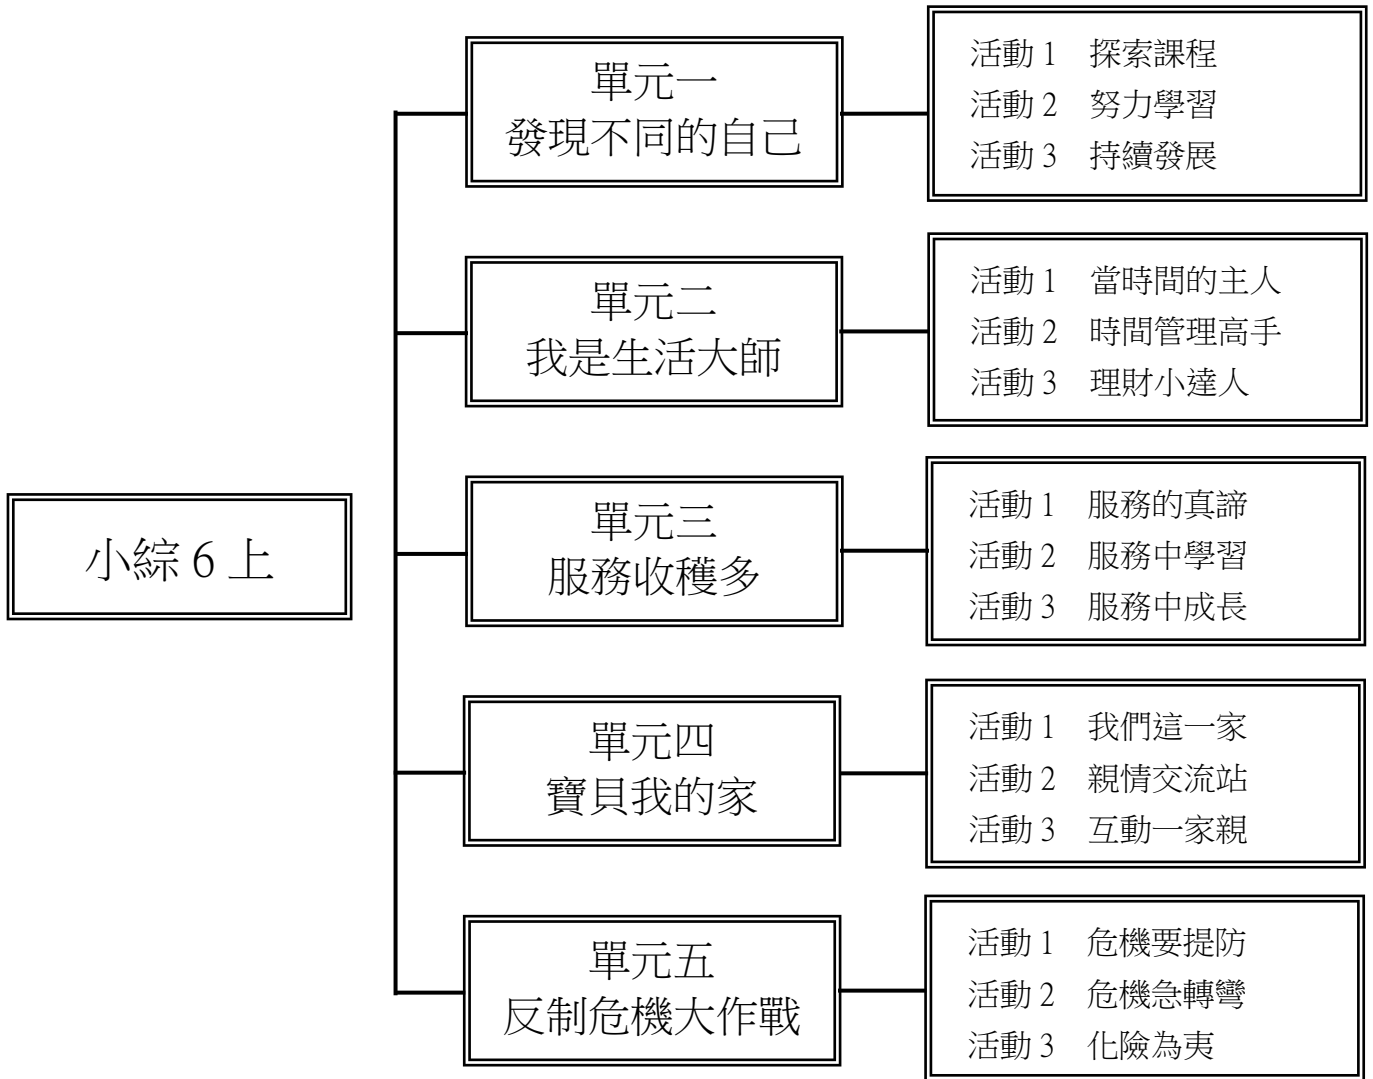 小綜 6 上
單元一
發現不同的自己
活動 1 探索課程
活動 2 努力學習
活動 3 持續發展
單元二
我是生活大師
活動 1 當時間的主人
活動 2 時間管理高手
活動 3 理財小達人
單元三
服務收穫多
活動 1 服務的真諦
活動 2 服務中學習
活動 3 服務中成長
單元四
寶貝我的家
活動 1 我們這一家
活動 2 親情交流站
活動 3 互動一家親
單元五
反制危機大作戰
活動 1 危機要提防
活動 2 危機急轉彎
活動 3 化險為夷